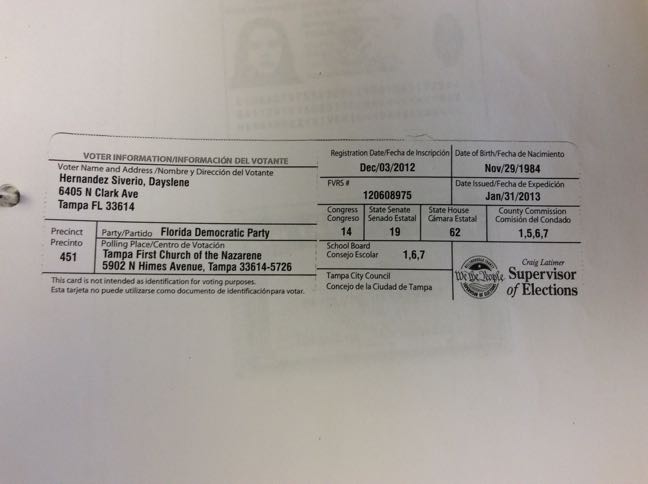 VOTER INFORMATION/INFORMACIÓN DEL VOTANTE
Voter Name and Address /Nombre y Dirección del Votante
Hernandez Siverio, Dayslene
6405 N Clark Ave
Tampa FL 33614
Registration Date/Fecha de Inscripción
Dec/03/2012
Date of Birth/Fecha de Nacimiento
Nov/29/1984
FVRS #
120608975
Date Issued/Fecha de Expedición
Jan/31/2013
Congress
Congreso
14
State Senate
Senado Estatal
19
State House
Cámara Estatal
62
County Commission
Comisión del Condado
1,5,6,7
Precinct
Precinto
451
Party/Partido Florida Democratic Party
Polling Place/Centro de Votación
Tampa First Church of the Nazarene
5902 N Himes Avenue, Tampa 33614-5726
School Board
Consejo Escolar 1,6,7
Tampa City Council
Concejo de la Ciudad de Tampa
We the People
Craig Latimer
Supervisor
of Elections
This card is not intended as identification for voting purposes.
Esta tarjeta no puede utilizarse como documento de identificación para votar.